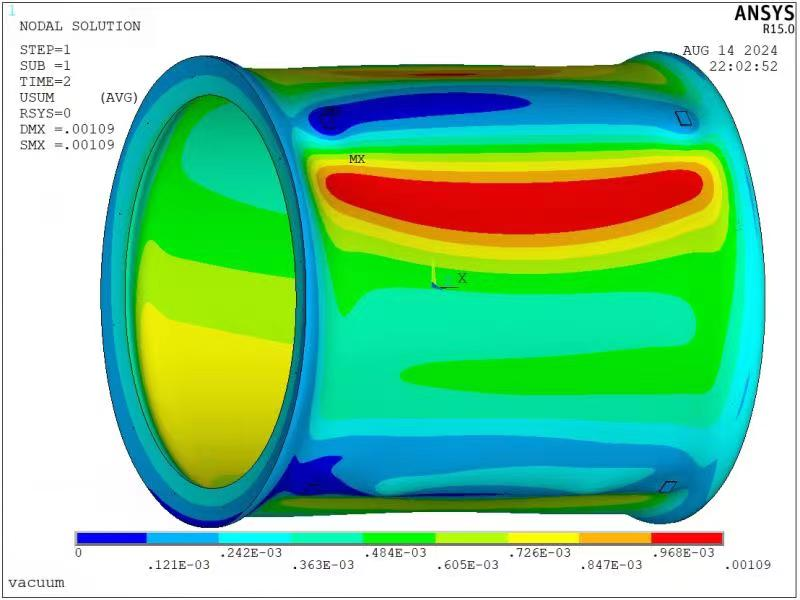 1
NODAL SOLUTION
STEP=1
SUB =1
TIME=2
USUM (AVG)
RSYS=0
DMX =.00109
SMX =.00109
ANSYS
R15.0
AUG 14 2024
22:02:52
MX
X
0 .242E-03 .484E-03 .726E-03 .968E-03
.121E-03 .363E-03 .605E-03 .847E-03 .00109
vacuum